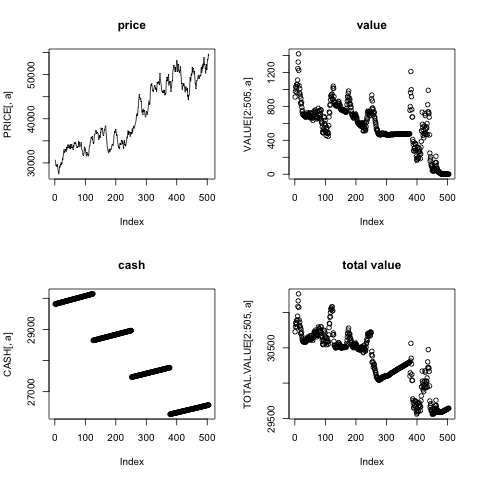 price
PRICE[, a]
30000 40000 50000
0 100 200 300 400 500
Index
value
VALUE[2:505, a]
0 400 800 1200
0 100 200 300 400 500
Index
cash
CASH[, a]
27000 29000
0 100 200 300 400 500
Index
total value
TOTAL.VALUE[2:505, a]
29500 30500
0 100 200 300 400 500
Index